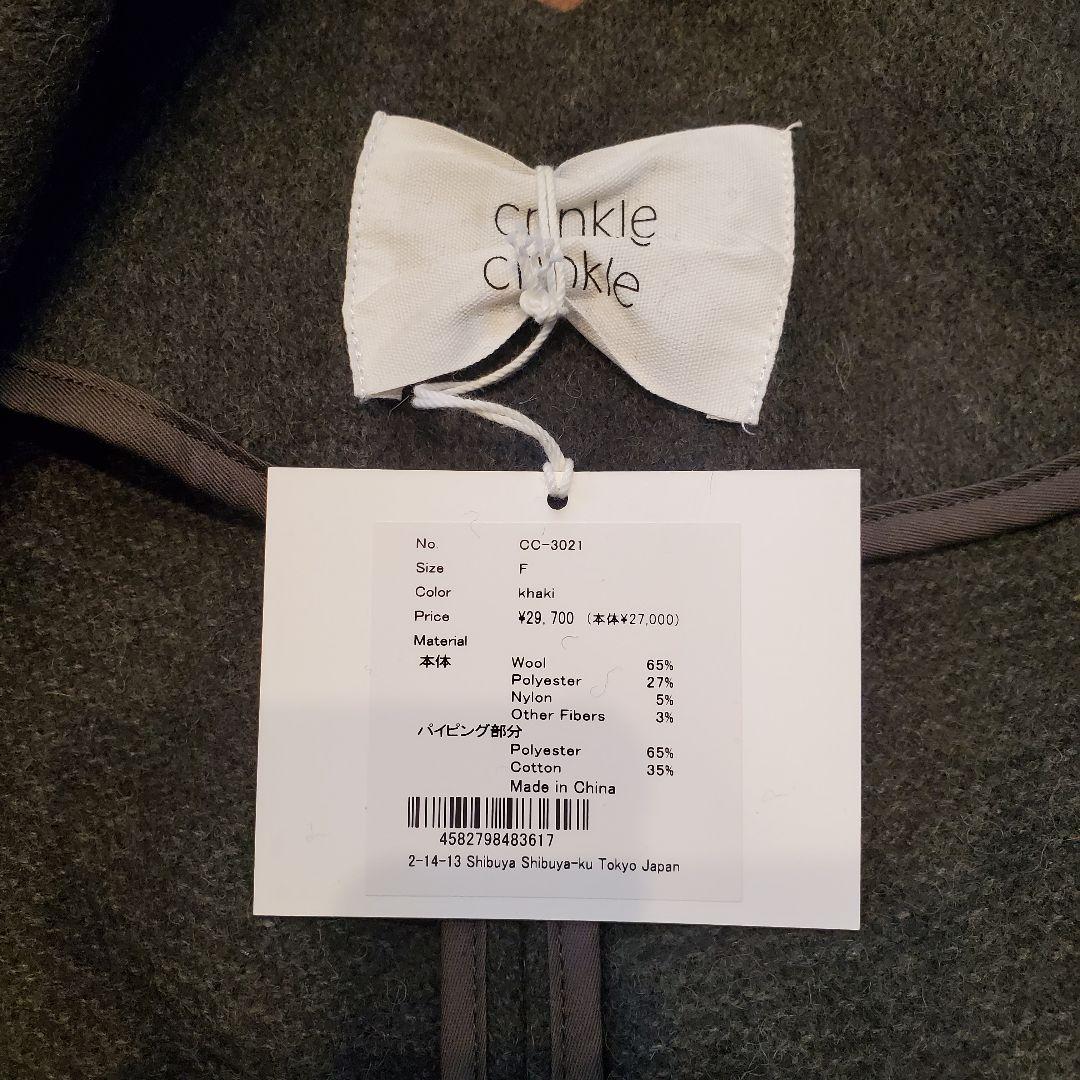 crinkle
crinkle
No. CC-3021
Size F
Color khaki
Price ¥29,700 (本体¥27,000)
Material
本体 Wool 65%
Polyester 27%
Nylon 5%
Other Fibers 3%
パイピング部分
Polyester 65%
Cotton 35%
Made in China
4582798483617
2-14-13 Shibuya Shibuya-ku Tokyo Japan